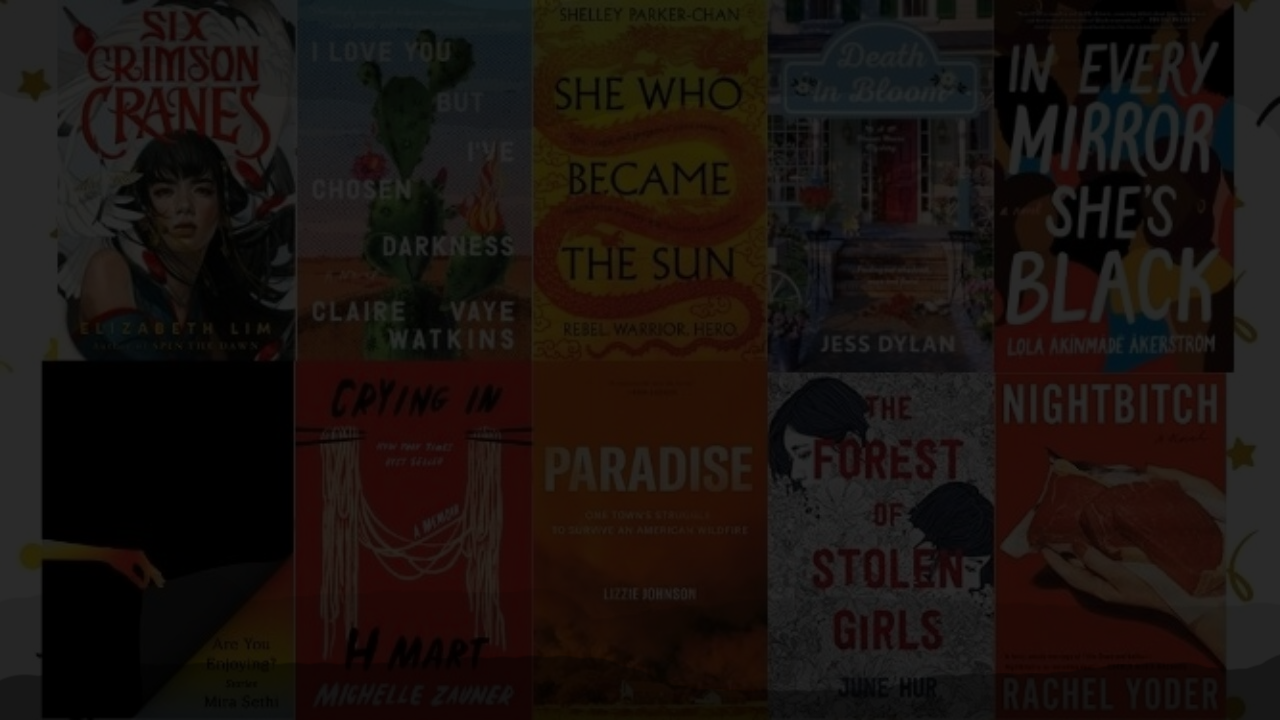 SIX
CRIMSON
CRANES
ELIZABETH LIM
Author of SPIN THE DAWN
I LOVE YOU
BUT
I'VE
CHOSEN
DARKNESS
CLAIRE VAYE
WATKINS
SHELLEY PARKER-CHAN
SHE WHO
BECAME
THE SUN
REBEL. WARRIOR. HERO.
Death
in Bloom
JESS DYLAN
IN EVERY
MIRROR
SHE'S
BLACK
LOLA AKINMADE ÅKERSTRÖM
Are You
Enjoying?
Stories
Mira Sethi
CRYING IN
NEW YORK TIMES
BEST SELLER
A MEMOIR
H MART
MICHELLE ZAUNER
PARADISE
ONE TOWN'S STRUGGLE
TO SURVIVE AN AMERICAN WILDFIRE
LIZZIE JOHNSON
THE
FOREST
OF
STOLEN
GIRLS
JUNE HUR
NIGHTBITCH
a Novel
RACHEL YODER